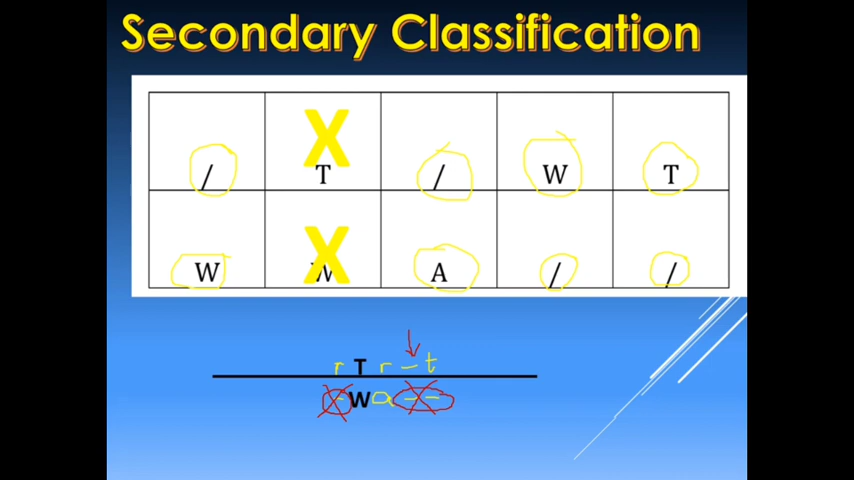 Secondary Classification
/ T / W T
W W A / /
r T r - t
- W a - -